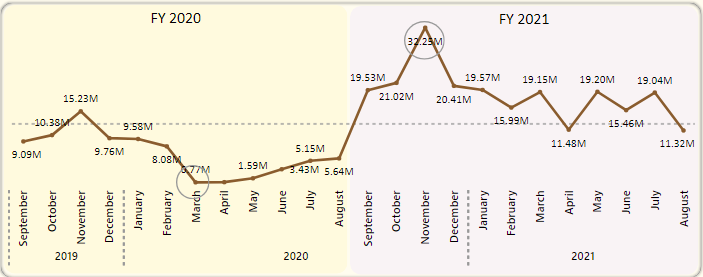 FY 2020
FY 2021
9.09M
10.38M
15.23M
9.76M
9.58M
8.08M
0.77M
1.59M
3.43M
5.15M
5.64M
19.53M
21.02M
32.25M
20.41M
19.57M
15.99M
19.15M
11.48M
19.20M
15.46M
19.04M
11.32M
September
October
November
December
January
February
March
April
May
June
July
August
September
October
November
December
January
February
March
April
May
June
July
August
2019
2020
2021